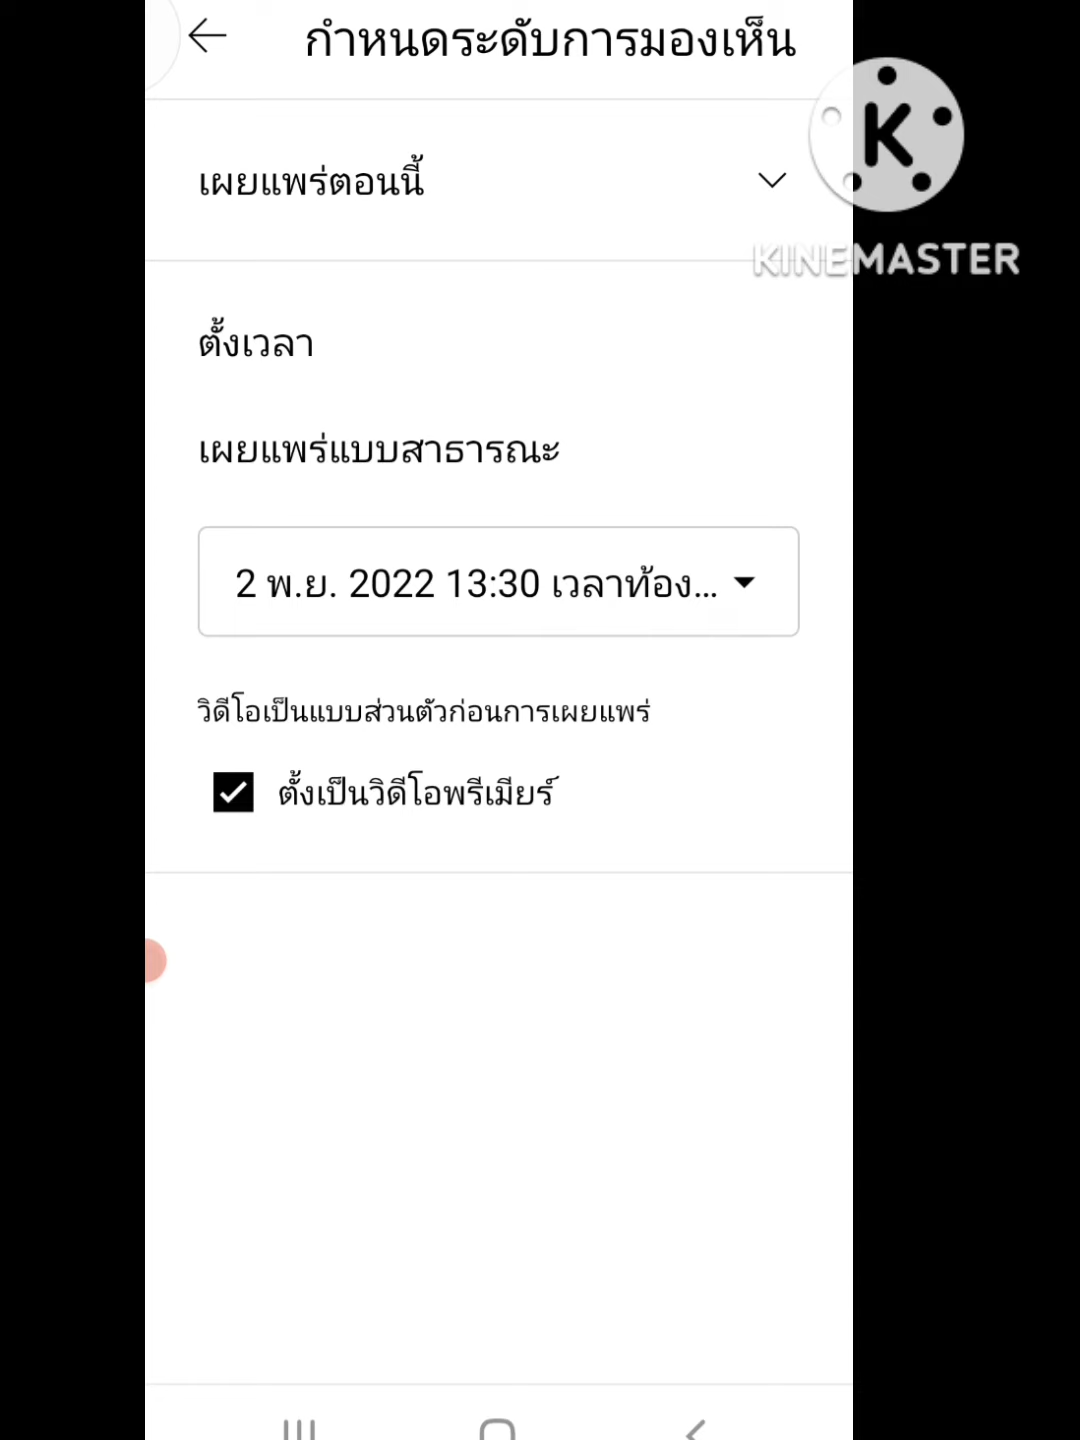 กำหนดระดับการมองเห็น
เผยแพร่ตอนนี้
K
KINEMASTER
ตั้งเวลา
เผยแพร่แบบสาธารณะ
2 พ.ย. 2022 13:30 เวลาท้อง...
วิดีโอเป็นแบบส่วนตัวก่อนการเผยแพร่
ตั้งเป็นวิดีโอพรีเมียร์